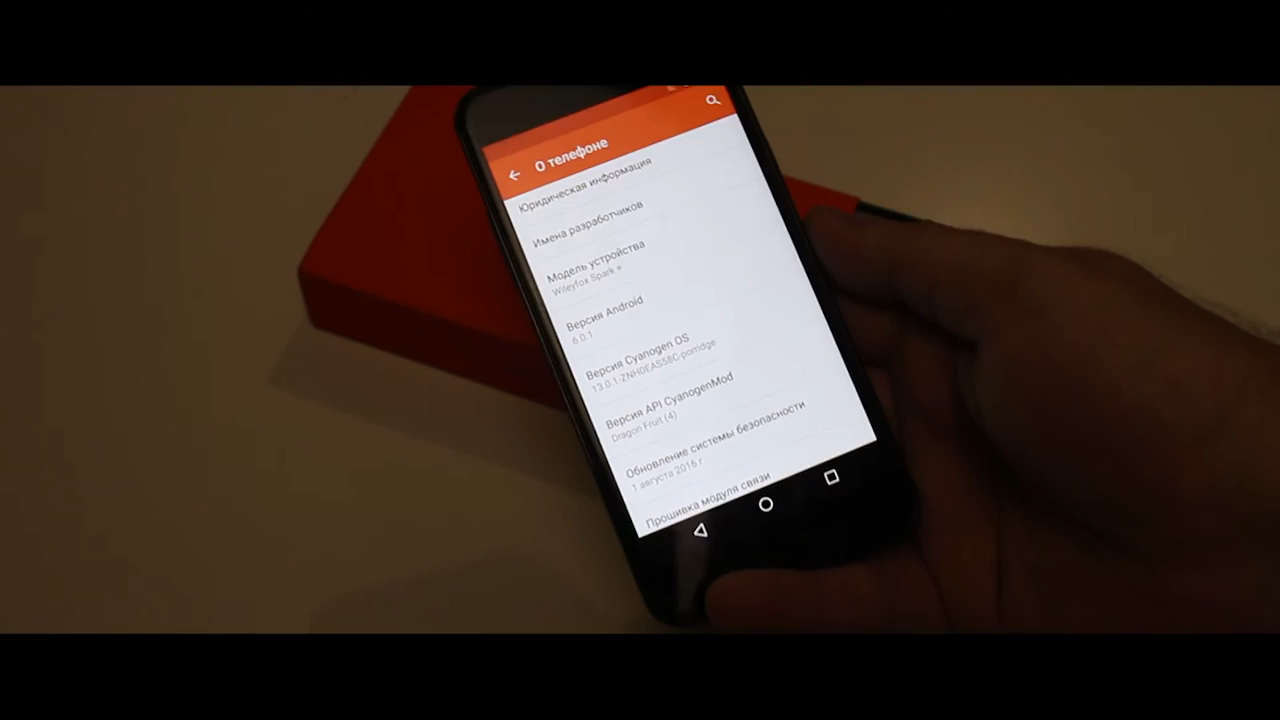 О телефоне
Юридическая информация
Имена разработчиков
Модель устройства
Wileyfox Spark +
Версия Android
6.0.1
Версия Cyanogen OS
13.0.1-ZNH0EAS58C-porridge
Версия API CyanogenMod
Dragon Fruit (4)
Обновление системы безопасности
1 августа 2016 г
Прошивка модуля связи